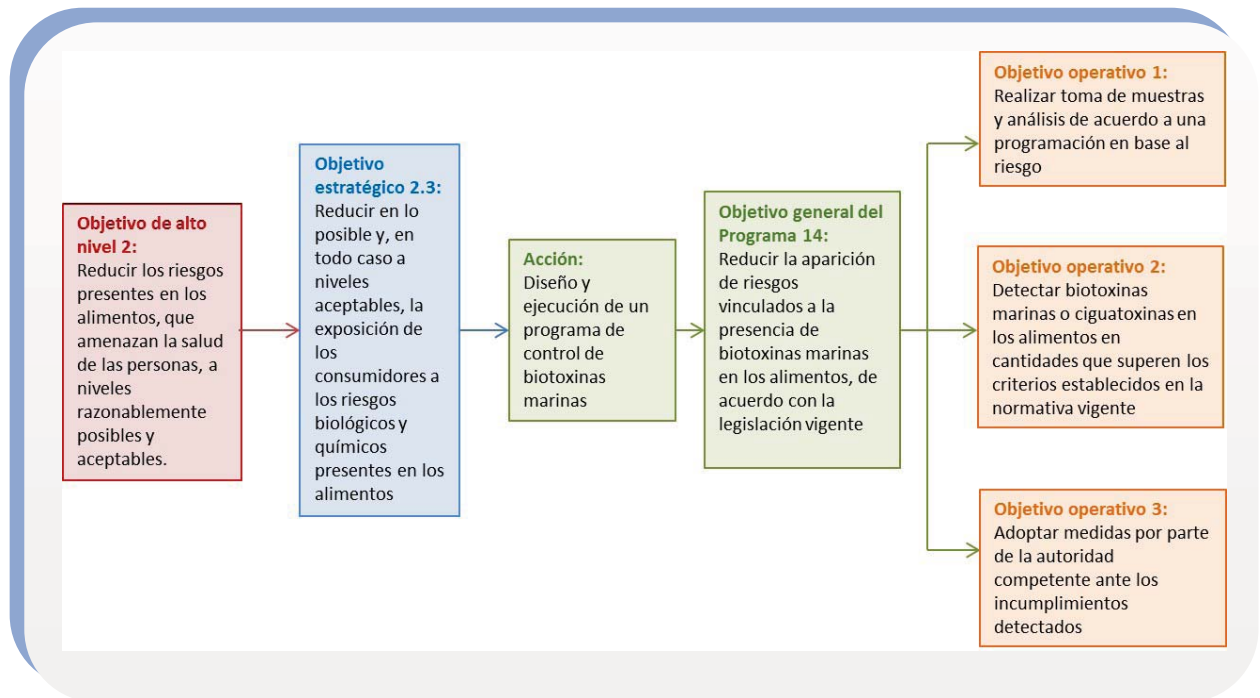 Objetivo de alto
nivel 2:
Reducir los riesgos
presentes en los
alimentos, que
amenazan la salud
de las personas, a
niveles
razonablemente
posibles y
aceptables.
Objetivo
estratégico 2.3:
Reducir en lo
posible y, en
todo caso a
niveles
aceptables, la
exposición de
los
consumidores a
los riesgos
biológicos y
químicos
presentes en los
alimentos
Acción:
Diseño y
ejecución de un
programa de
control de
biotoxinas
marinas
Objetivo general del
Programa 14:
Reducir la aparición
de riesgos
vinculados a la
presencia de
biotoxinas marinas
en los alimentos, de
acuerdo con la
legislación vigente
Objetivo operativo 1:
Realizar toma de muestras
y análisis de acuerdo a una
programación en base al
riesgo
Objetivo operativo 2:
Detectar biotoxinas
marinas o ciguatoxinas en
los alimentos en
cantidades que superen los
criterios establecidos en la
normativa vigente
Objetivo operativo 3:
Adoptar medidas por parte
de la autoridad
competente ante los
incumplimientos
detectados